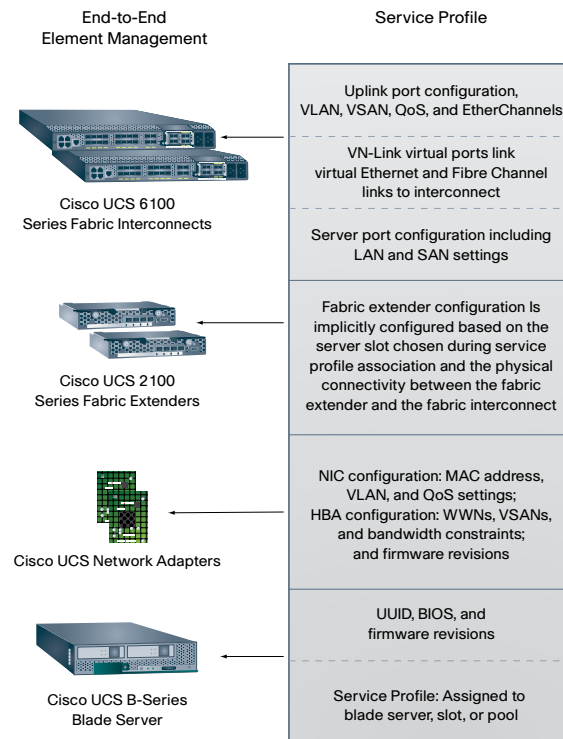 End-to-End
Element Management
Service Profile
Uplink port configuration,
VLAN, VSAN, QoS, and EtherChannels
VN-Link virtual ports link
virtual Ethernet and Fibre Channel
links to interconnect
Cisco UCS 6100
Series Fabric Interconnects
Server port configuration including
LAN and SAN settings
Fabric extender configuration Is
implicitly configured based on the
server slot chosen during service
profile association and the physical
connectivity between the fabric
extender and the fabric interconnect
Cisco UCS 2100
Series Fabric Extenders
NIC configuration: MAC address,
VLAN, and QoS settings;
HBA configuration: WWNs, VSANs,
and bandwidth constraints;
and firmware revisions
Cisco UCS Network Adapters
UUID, BIOS, and
firmware revisions
Cisco UCS B-Series
Blade Server
Service Profile: Assigned to
blade server, slot, or pool